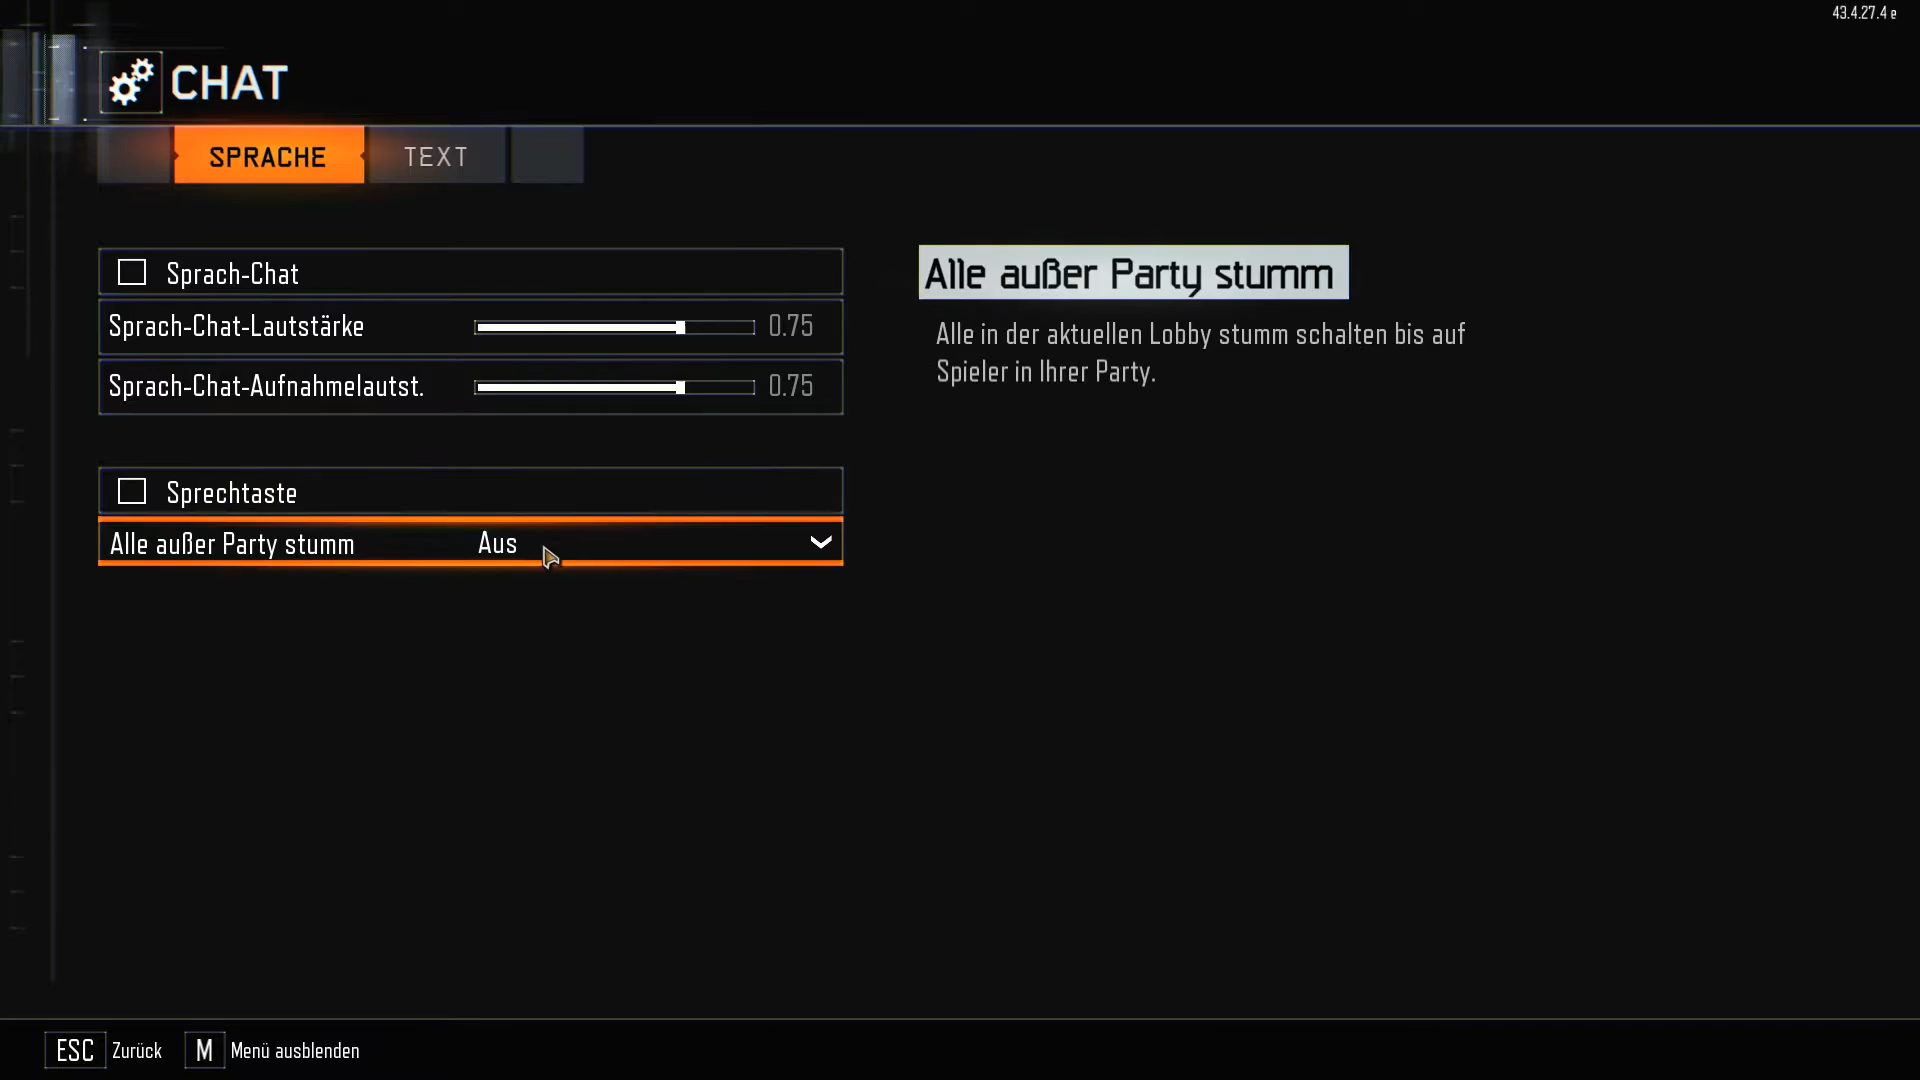 43.4.27.4 e
CHAT
SPRACHE
TEXT
Sprach-Chat
Sprach-Chat-Lautstärke 0.75
Sprach-Chat-Aufnahmelautst. 0.75
Sprechtaste
Alle außer Party stumm Aus
Alle außer Party stumm
Alle in der aktuellen Lobby stumm schalten bis auf
Spieler in Ihrer Party.
ESC Zurück M Menü ausblenden